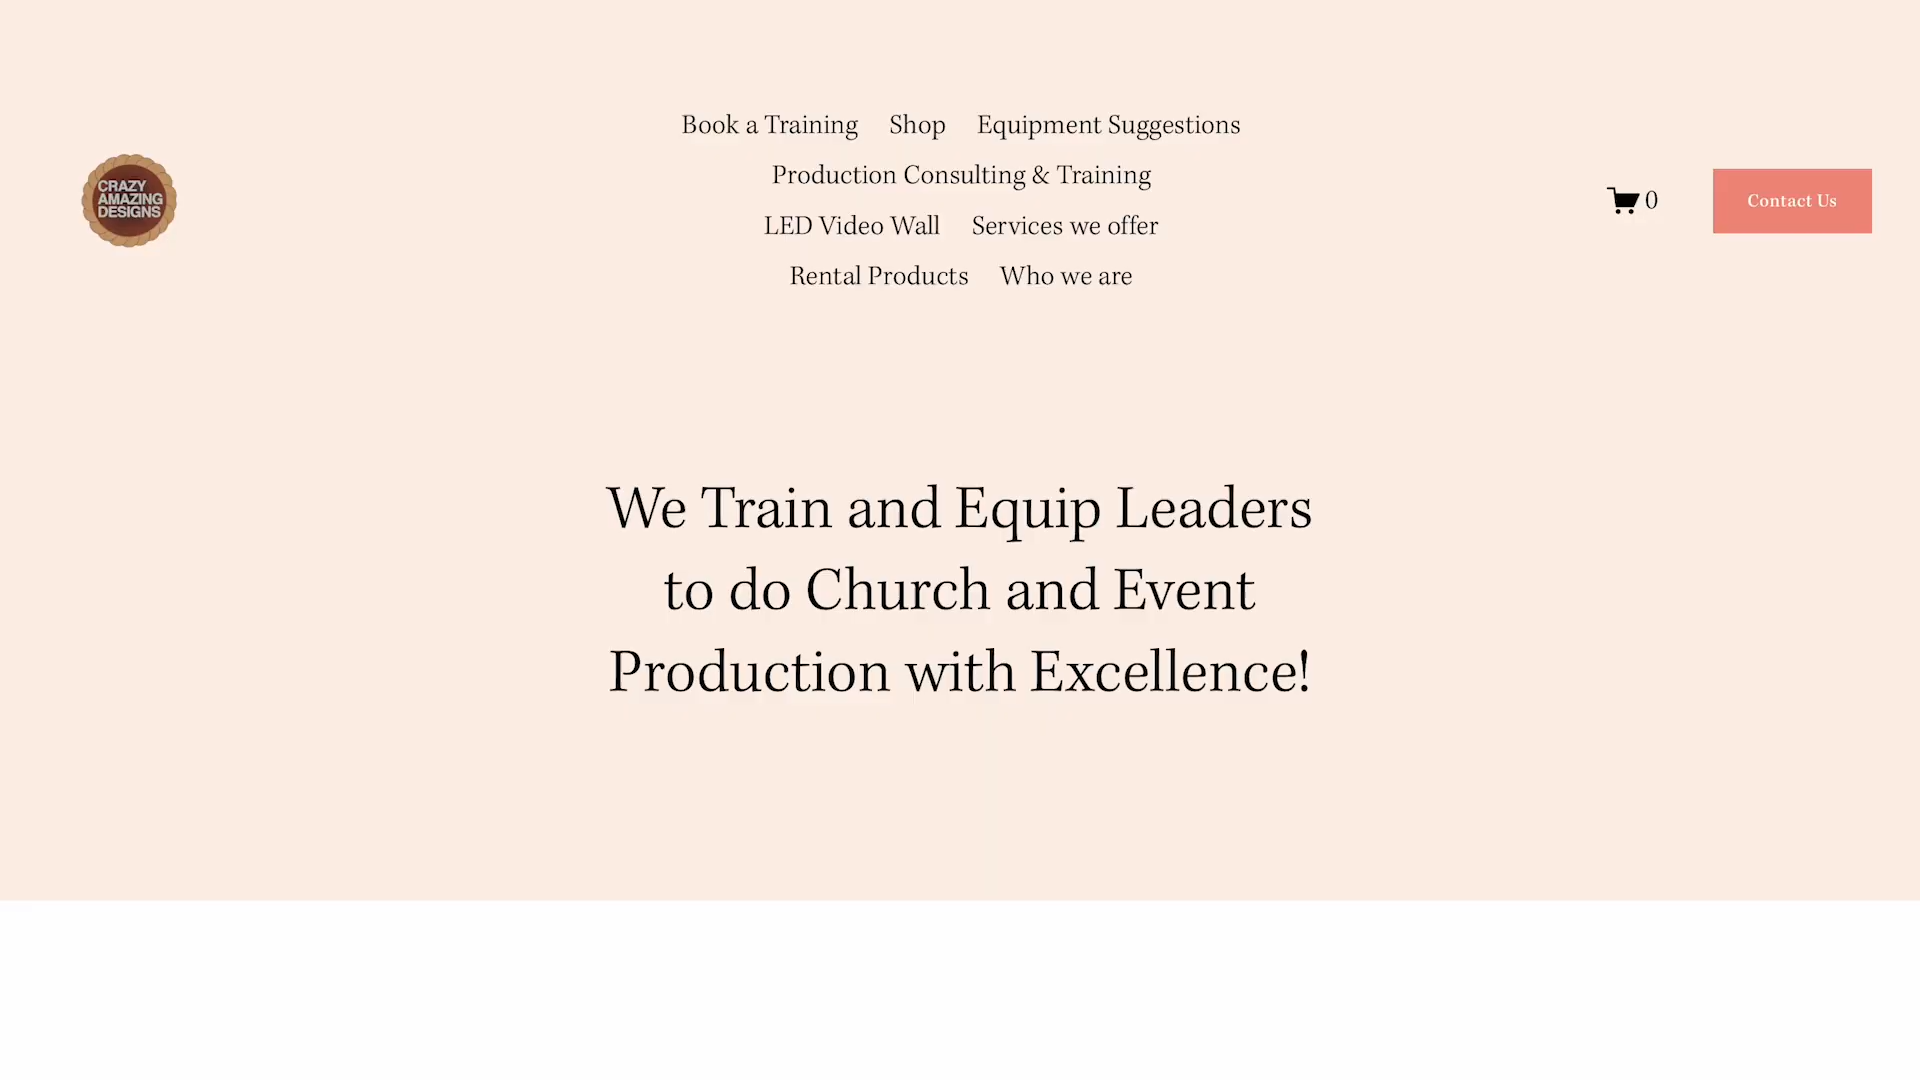 Book a Training Shop Equipment Suggestions
Production Consulting & Training
LED Video Wall Services we offer
Rental Products Who we are
CRAZY
AMAZING
DESIGNS
0
Contact Us
We Train and Equip Leaders
to do Church and Event
Production with Excellence!